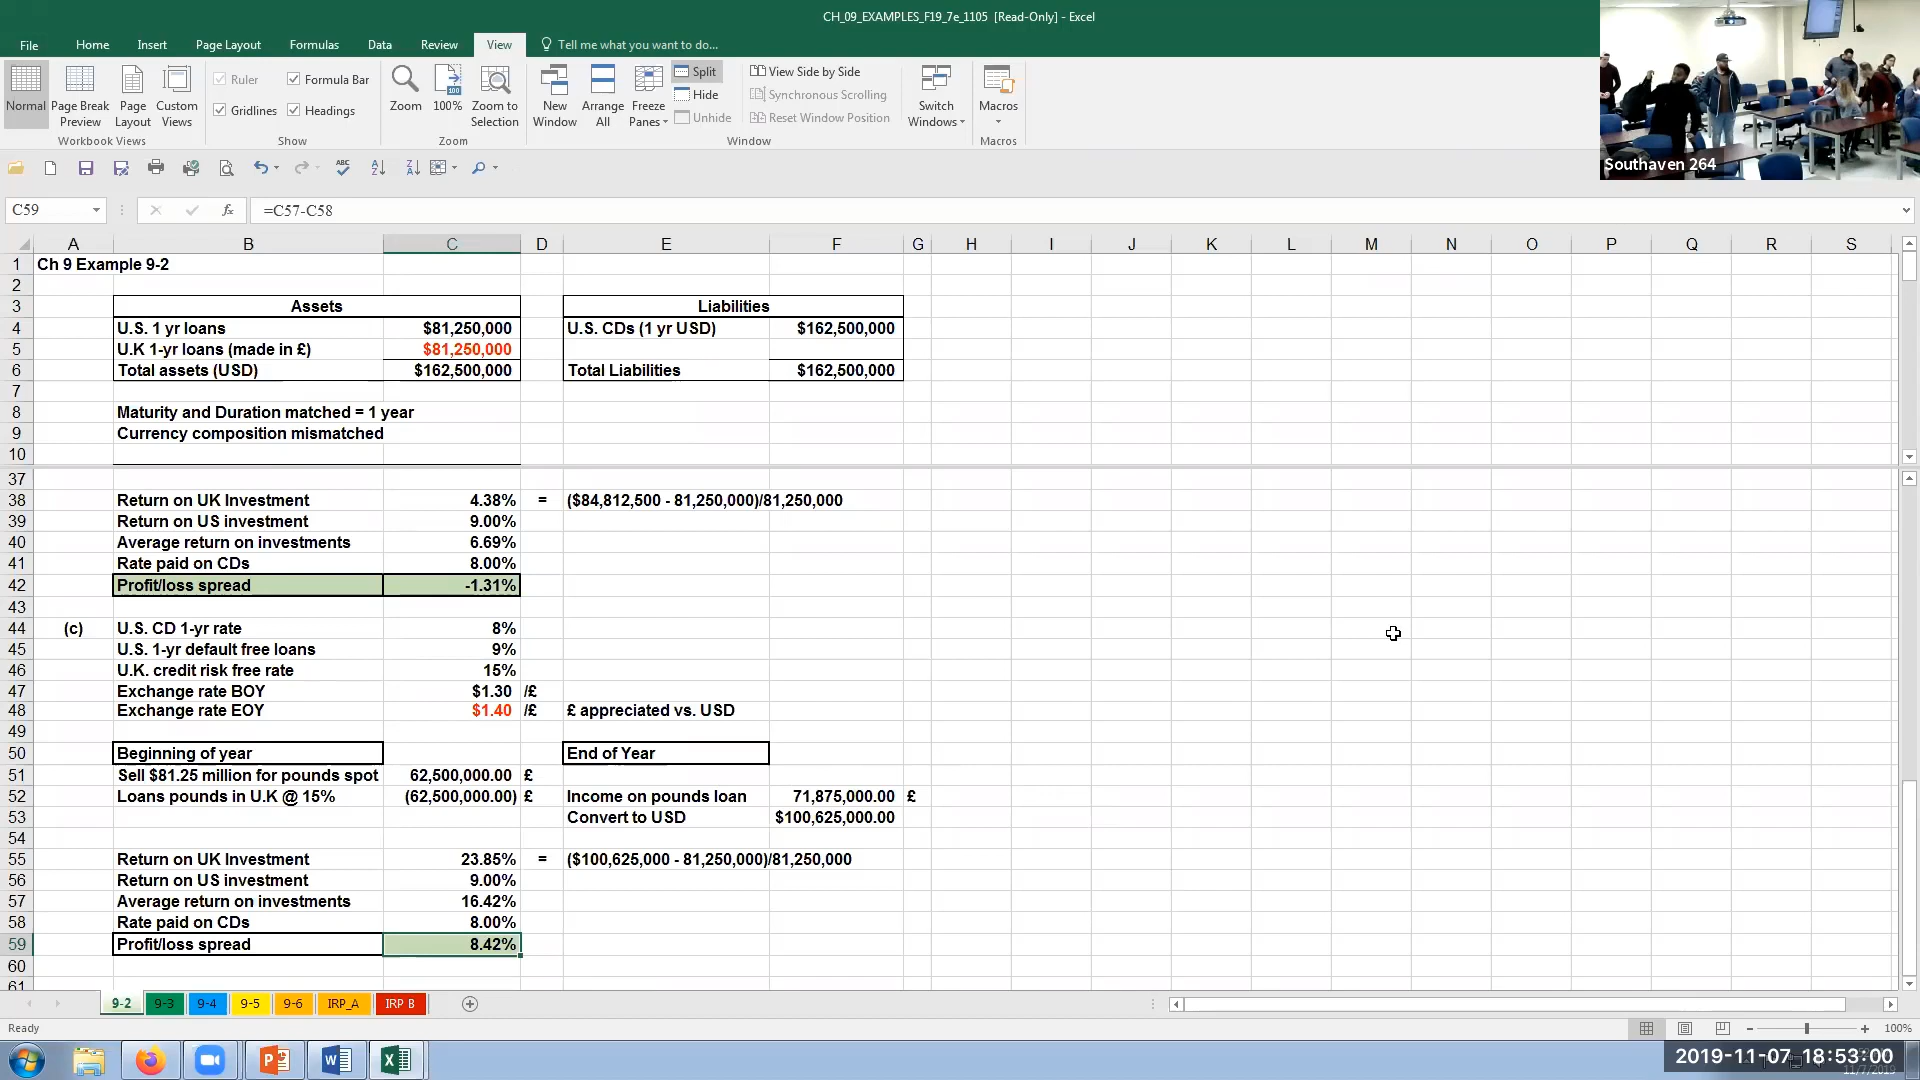 CH_09_EXAMPLES_F19_7e_1105 [Read-Only] - Excel
File Home Insert Page Layout Formulas Data Review View Tell me what you want to do...
Normal Page Break Preview Page Layout Custom Views
Workbook Views
Ruler Formula Bar
Gridlines Headings
Show
Zoom 100% Zoom to Selection
Zoom
New Window Arrange All Freeze Panes
Split
Hide
Unhide
View Side by Side
Synchronous Scrolling
Reset Window Position
Window
Switch Windows
Macros
Macros
Southaven 264
C59 fx =C57-C58
A B C D E F G H I J K L M N O P Q R S
1 Ch 9 Example 9-2
2
3 Assets Liabilities
4 U.S. 1 yr loans $81,250,000 U.S. CDs (1 yr USD) $162,500,000
5 U.K 1-yr loans (made in £) $81,250,000
6 Total assets (USD) $162,500,000 Total Liabilities $162,500,000
7
8 Maturity and Duration matched = 1 year
9 Currency composition mismatched
10
37
38 Return on UK Investment 4.38% = ($84,812,500 - 81,250,000)/81,250,000
39 Return on US investment 9.00%
40 Average return on investments 6.69%
41 Rate paid on CDs 8.00%
42 Profit/loss spread -1.31%
43
44 (c) U.S. CD 1-yr rate 8%
45 U.S. 1-yr default free loans 9%
46 U.K. credit risk free rate 15%
47 Exchange rate BOY $1.30 /£
48 Exchange rate EOY $1.40 /£ £ appreciated vs. USD
49
50 Beginning of year End of Year
51 Sell $81.25 million for pounds spot 62,500,000.00 £
52 Loans pounds in U.K @ 15% (62,500,000.00) £ Income on pounds loan 71,875,000.00 £
53 Convert to USD $100,625,000.00
54
55 Return on UK Investment 23.85% = ($100,625,000 - 81,250,000)/81,250,000
56 Return on US investment 9.00%
57 Average return on investments 16.42%
58 Rate paid on CDs 8.00%
59 Profit/loss spread 8.42%
60
61
9-2 9-3 9-4 9-5 9-6 IRP_A IRP B
Ready 100%
2019-11-07 18:53:00
11/7/2019